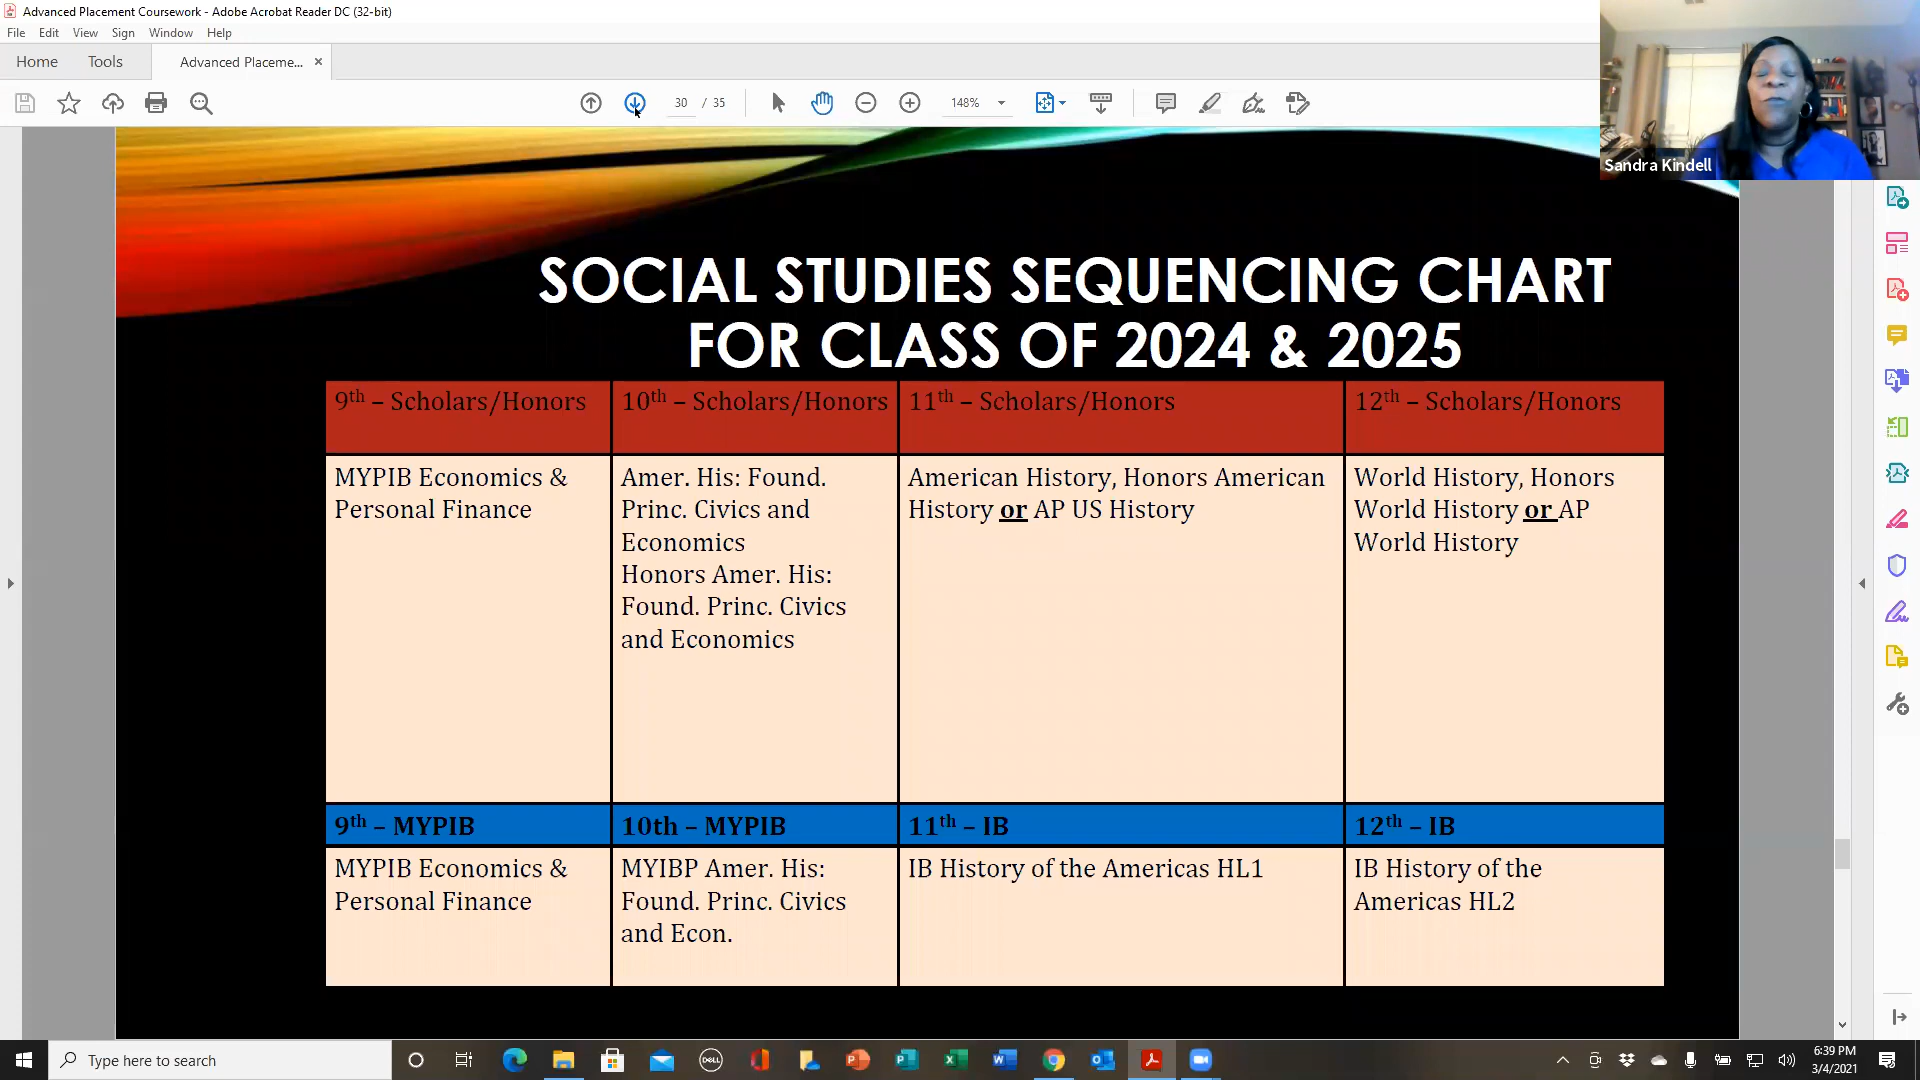 Advanced Placement Coursework - Adobe Acrobat Reader DC (32-bit)
File Edit View Sign Window Help
Home Tools Advanced Placeme... ×
30 / 35 148%
Sandra Kindell
SOCIAL STUDIES SEQUENCING CHART
FOR CLASS OF 2024 & 2025
9th – Scholars/Honors
10th – Scholars/Honors
11th – Scholars/Honors
12th – Scholars/Honors
MYPIB Economics &
Personal Finance
Amer. His: Found.
Princ. Civics and
Economics
Honors Amer. His:
Found. Princ. Civics
and Economics
American History, Honors American
History or AP US History
World History, Honors
World History or AP
World History
9th – MYPIB
10th – MYPIB
11th – IB
12th – IB
MYPIB Economics &
Personal Finance
MYIBP Amer. His:
Found. Princ. Civics
and Econ.
IB History of the Americas HL1
IB History of the
Americas HL2
Type here to search
DELL
6:39 PM
3/4/2021